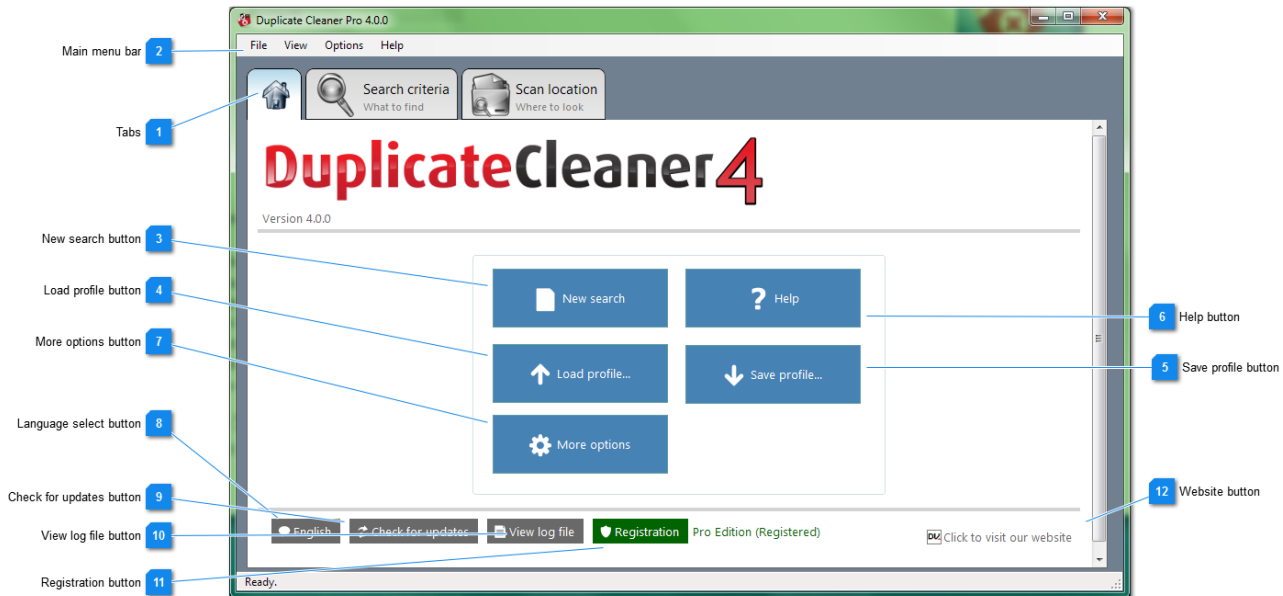 Duplicate Cleaner Pro 4.0.0
Main menu bar 2
File View Options Help
Search criteria
What to find
Scan location
Where to look
Tabs 1
DuplicateCleaner4
Version 4.0.0
New search button 3
New search
Help
Load profile button 4
6 Help button
More options button 7
Load profile...
Save profile...
5 Save profile button
Language select button 8
More options
Check for updates button 9
12 Website button
English
Check for updates
View log file
Registration
Pro Edition (Registered)
View log file button 10
Click to visit our website
Registration button 11
Ready.